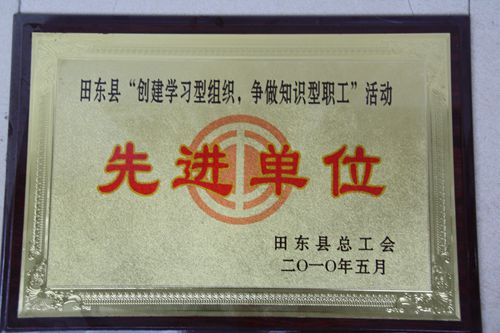 田东县“创建学习型组织，争做知识型职工”活动
先进单位
田东县总工会
二〇一〇年五月